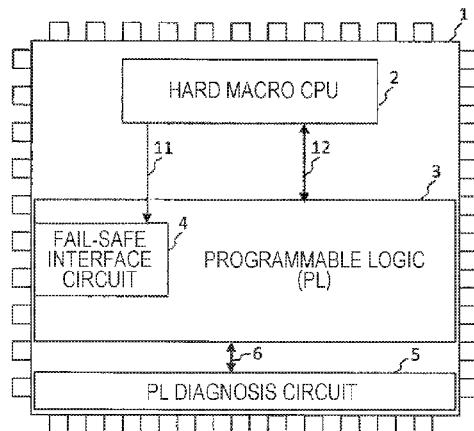 1
HARD MACRO CPU
2
11
12
3
FAIL-SAFE
INTERFACE
CIRCUIT
4
PROGRAMMABLE LOGIC
(PL)
6
5
PL DIAGNOSIS CIRCUIT